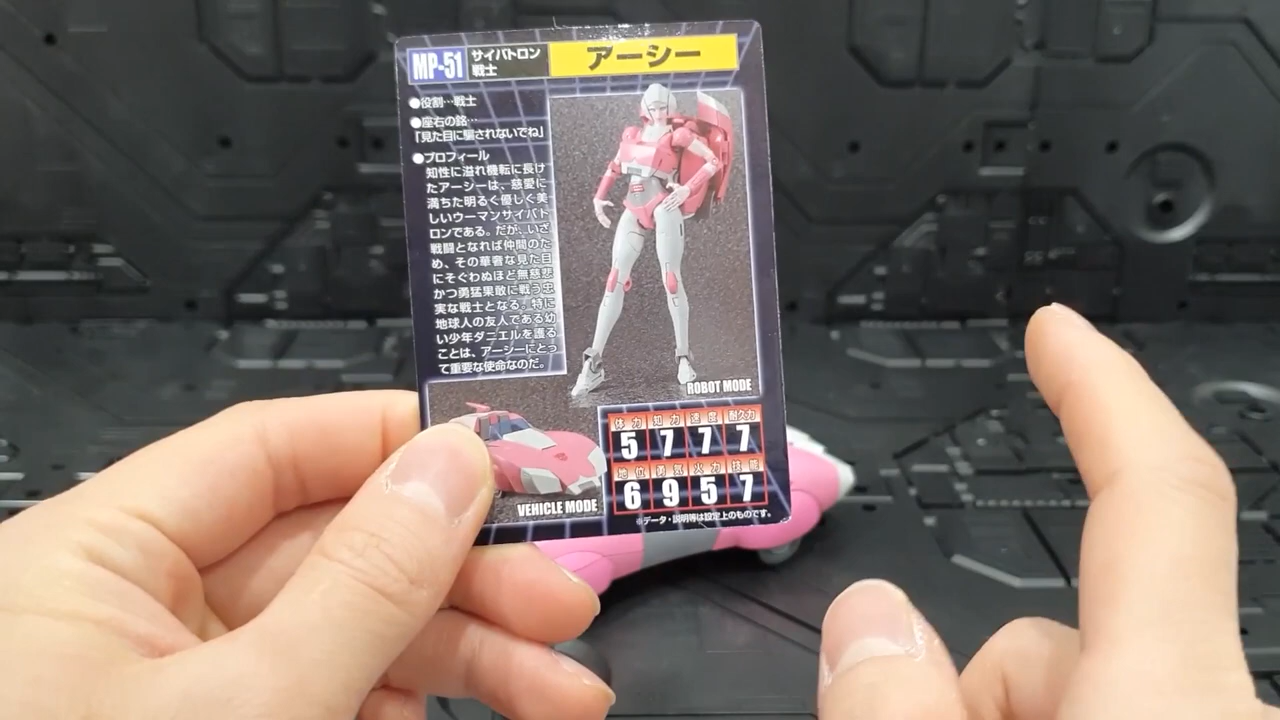 MP-51
サイバトロン
戦士
アーシー
●役割…戦士
●座右の銘…
「見た目に騙されないでね」
●プロフィール
知性に溢れ機転に長け
たアーシーは、慈愛に
満ちた明るく優しく美
しいウーマンサイバト
ロンである。だが、いざ
戦闘となれば仲間のた
め、その華奢な見た目
にそぐわぬほど無慈悲
かつ勇猛果敢に戦う忠
実な戦士となる。特に
地球人の友人である幼
い少年ダニエルを護る
ことは、アーシーにとっ
て重要な使命なのだ。
ROBOT MODE
VEHICLE MODE
体力 知力 速度 耐久力
5 7 7 7
地位 勇気 火力 技能
6 9 5 7
※データ・説明等は設定上のものです。